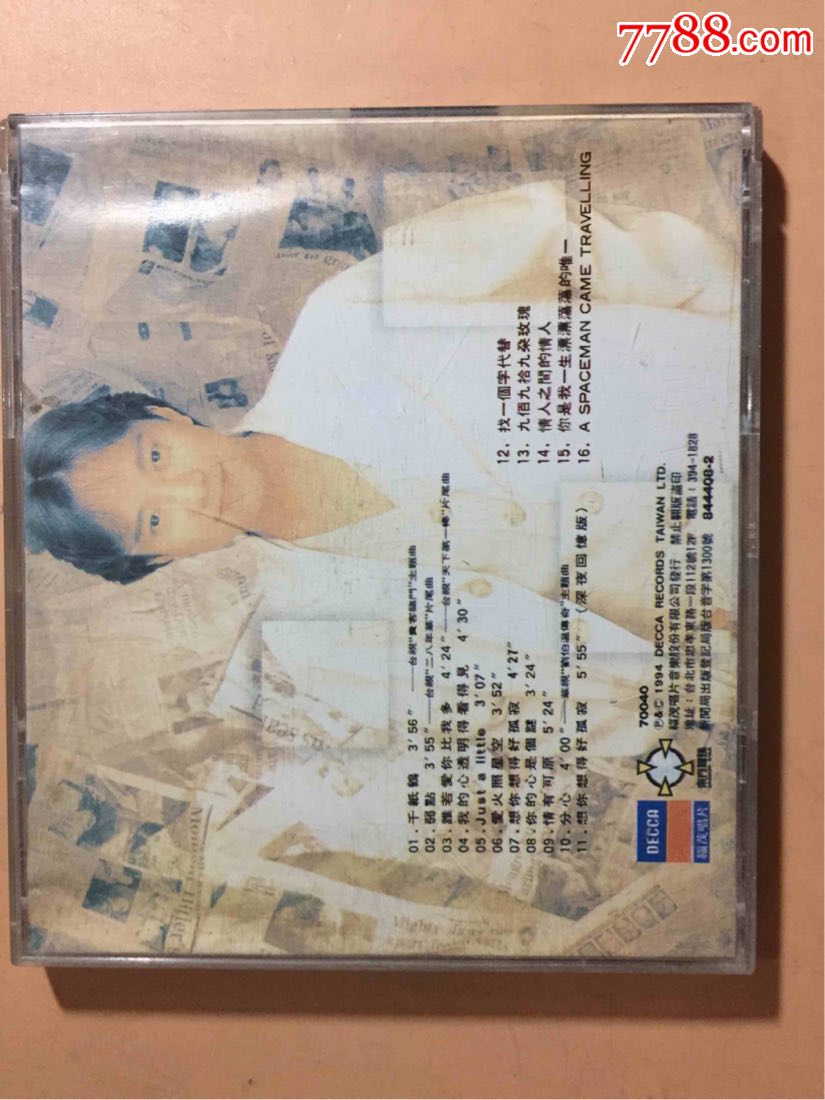 7788.com
01．千紙鶴 3′56″ ——台視“貴客臨門”主題曲
02．弱點 3′55″——台視“二八年華”片尾曲
03．誰若愛你比我多 4′24″——台視“天下第一標”片尾曲
04．我的心透明得看得見 4′30″
05．Just a little 3′07″
06．愛火照星空 3′52″
07．想你想得好孤寂 4′27″
08．你的心是個謎 3′24″
09．情有可原 5′24″
10．分心 4′00″——華視“劉伯溫傳奇”主題曲
11．想你想得好孤寂 5′55″（深夜回憶版）
12．找一個字代替
13．九佰九拾九朶玫瑰
14．情人之間的情人
15．你是我一生漂漂蕩蕩的唯一
16．A SPACEMAN CAME TRAVELLING
DECCA
福茂唱片
70040
℗&© 1994 DECCA RECORDS TAIWAN LTD.
福茂唱片音樂股份有限公司發行 禁止翻版盜印
地址：台北市忠孝東路一段112號12F 電話：394-1828
新聞局出版登記局版台音字第1300號 844408-2